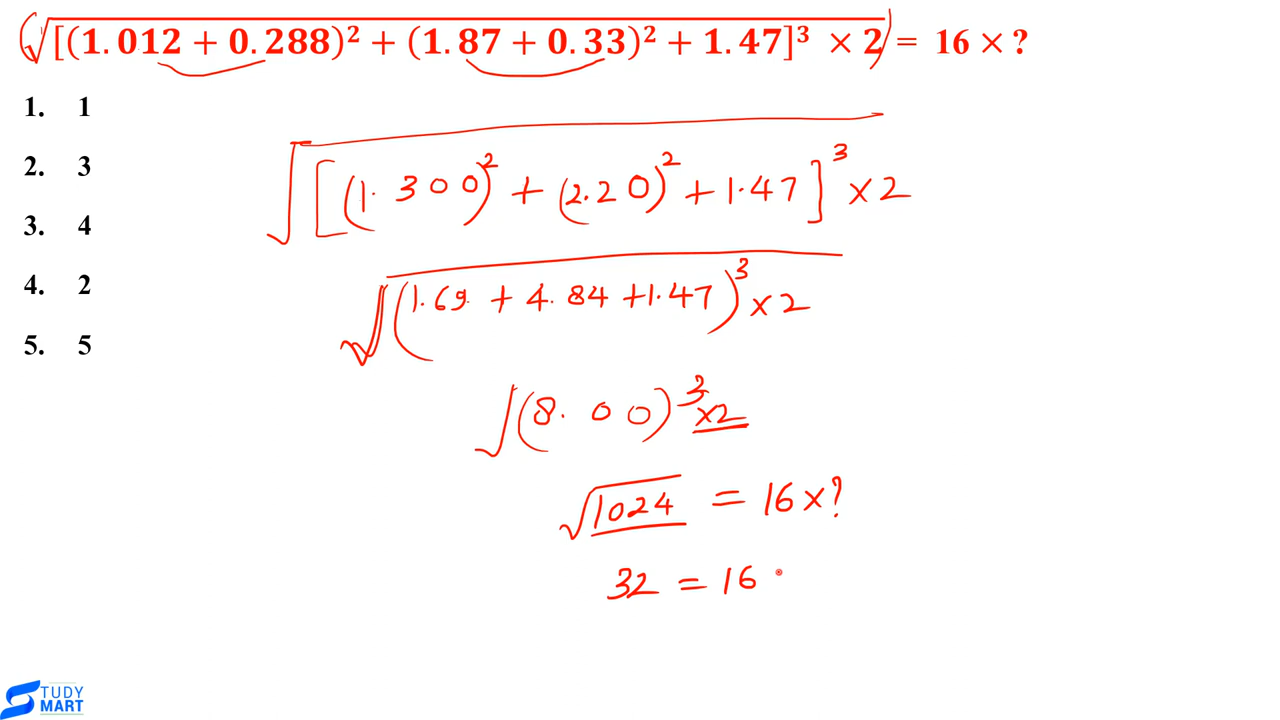 √[(1.012 + 0.288)² + (1.87 + 0.33)² + 1.47]³ × 2 = 16 × ?
1. 1
2. 3
3. 4
4. 2
5. 5
√[(1.300)² + (2.20)² + 1.47]³ × 2
√(1.69 + 4.84 + 1.47)³ × 2
√(8.00)³ × 2
√1024 = 16 × ?
32 = 16
STUDY
MART